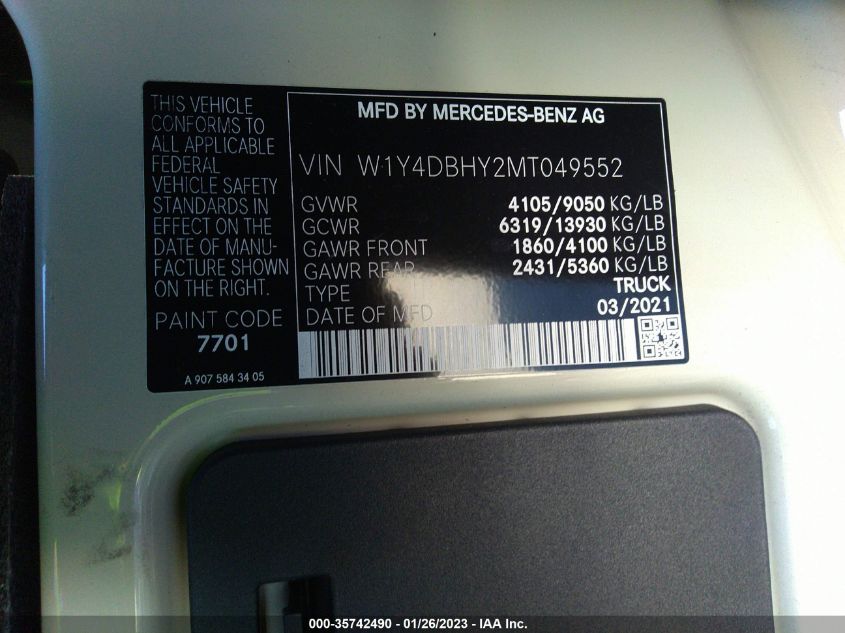 THIS VEHICLE
CONFORMS TO
ALL APPLICABLE
FEDERAL
VEHICLE SAFETY
STANDARDS IN
EFFECT ON THE
DATE OF MANU-
FACTURE SHOWN
ON THE RIGHT.
PAINT CODE
7701
A 907 584 34 05
MFD BY MERCEDES-BENZ AG
VIN W1Y4DBHY2MT049552
GVWR 4105/9050 KG/LB
GCWR 6319/13930 KG/LB
GAWR FRONT 1860/4100 KG/LB
GAWR REAR 2431/5360 KG/LB
TYPE TRUCK
DATE OF MFD 03/2021
000-35742490 - 01/26/2023 - IAA Inc.